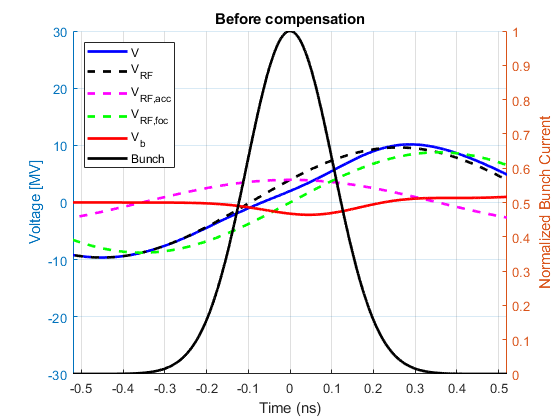 Before compensation
30
20
10
0
-10
-20
-30
Voltage [MV]
V
V_RF
V_RF,acc
V_RF,foc
V_b
Bunch
1
0.9
0.8
0.7
0.6
0.5
0.4
0.3
0.2
0.1
0
Normalized Bunch Current
-0.5 -0.4 -0.3 -0.2 -0.1 0 0.1 0.2 0.3 0.4 0.5
Time (ns)